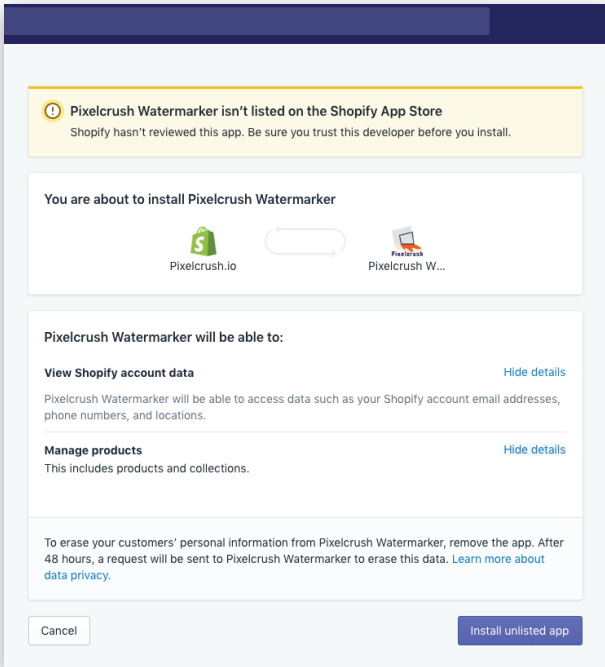 Pixelcrush Watermarker isn’t listed on the Shopify App Store
Shopify hasn’t reviewed this app. Be sure you trust this developer before you install.
You are about to install Pixelcrush Watermarker
Pixelcrush
Pixelcrush.io
Pixelcrush W...
Pixelcrush Watermarker will be able to:
View Shopify account data
Hide details
Pixelcrush Watermarker will be able to access data such as your Shopify account email addresses,
phone numbers, and locations.
Manage products
Hide details
This includes products and collections.
To erase your customers’ personal information from Pixelcrush Watermarker, remove the app. After
48 hours, a request will be sent to Pixelcrush Watermarker to erase this data. Learn more about
data privacy.
Cancel
Install unlisted app